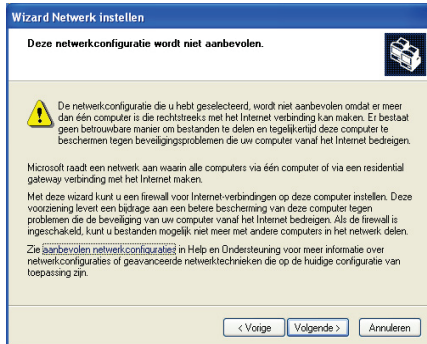 Wizard Netwerk instellen
Deze netwerkconfiguratie wordt niet aanbevolen.
De netwerkconfiguratie die u hebt geselecteerd, wordt niet aanbevolen omdat er meer
dan één computer is die rechtstreeks met het Internet verbinding kan maken. Er bestaat
geen betrouwbare manier om bestanden te delen en tegelijkertijd deze computer te
beschermen tegen beveiligingsproblemen die uw computer vanaf het Internet bedreigen.
Microsoft raadt een netwerk aan waarin alle computers via één computer of via een residential
gateway verbinding met het Internet maken.
Met deze wizard kunt u een firewall voor Internet-verbindingen op deze computer instellen. Deze
voorziening levert een bijdrage aan een betere bescherming van deze computer tegen
problemen die de beveiliging van uw computer vanaf het Internet bedreigen. Als de firewall is
ingeschakeld, kunt u bestanden mogelijk niet meer met andere computers in het netwerk delen.
Zie aanbevolen netwerkconfiguraties in Help en Ondersteuning voor meer informatie over
netwerkconfiguraties of geavanceerde netwerktechnieken die op de huidige configuratie van
toepassing zijn.
< Vorige Volgende > Annuleren